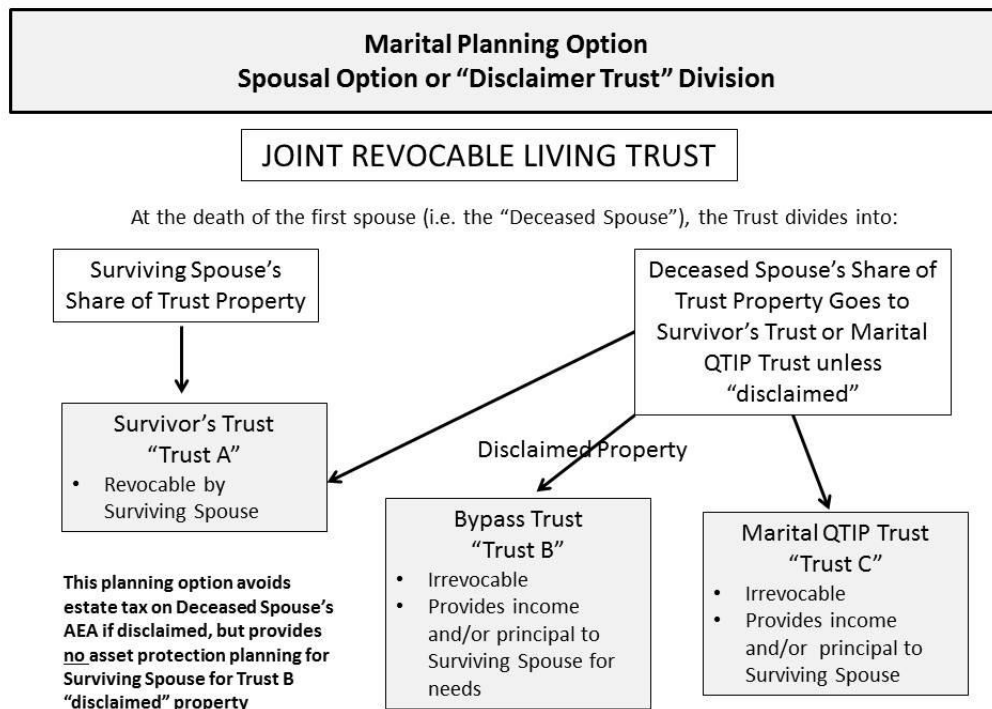 Marital Planning Option
Spousal Option or “Disclaimer Trust” Division
JOINT REVOCABLE LIVING TRUST
At the death of the first spouse (i.e. the “Deceased Spouse”), the Trust divides into:
Surviving Spouse’s
Share of Trust Property
Deceased Spouse’s Share of
Trust Property Goes to
Survivor’s Trust or Marital
QTIP Trust unless
“disclaimed”
Survivor’s Trust
“Trust A”
• Revocable by
Surviving Spouse
Disclaimed Property
Bypass Trust
“Trust B”
• Irrevocable
• Provides income
and/or principal to
Surviving Spouse for
needs
Marital QTIP Trust
“Trust C”
• Irrevocable
• Provides income
and/or principal to
Surviving Spouse
This planning option avoids
estate tax on Deceased Spouse’s
AEA if disclaimed, but provides
no asset protection planning for
Surviving Spouse for Trust B
“disclaimed” property